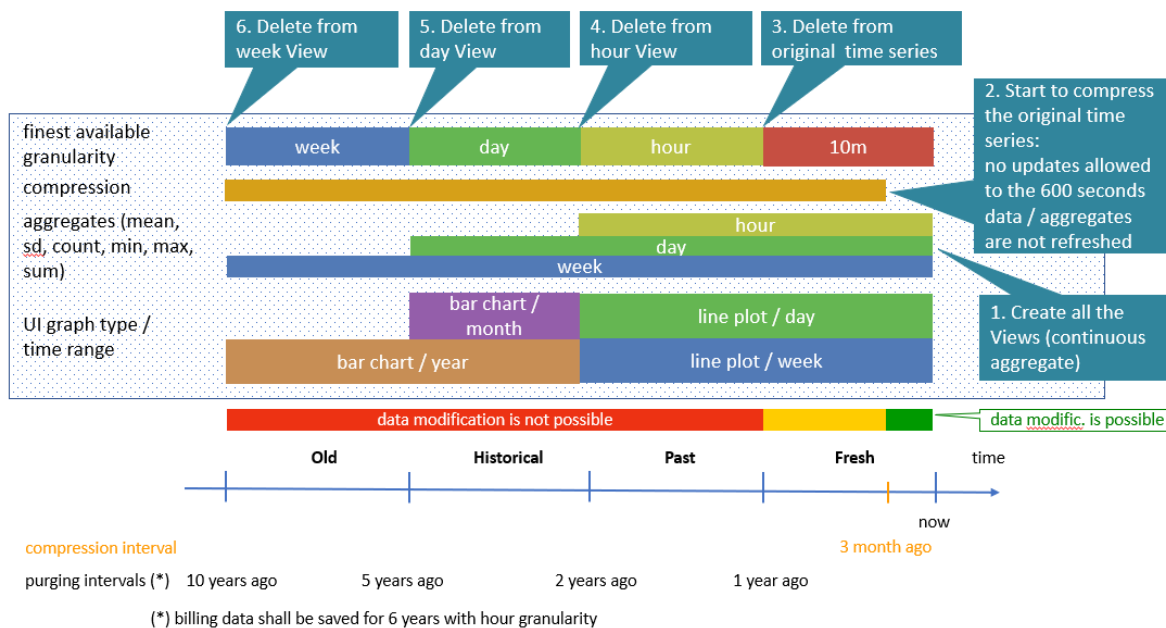 6. Delete from
week View
5. Delete from
day View
4. Delete from
hour View
3. Delete from
original time series
2. Start to compress
the original time
series:
no updates allowed
to the 600 seconds
data / aggregates
are not refreshed
finest available
granularity
week
day
hour
10m
compression
aggregates (mean,
sd, count, min, max,
sum)
hour
day
week
1. Create all the
Views (continuous
aggregate)
UI graph type /
time range
bar chart /
month
line plot / day
bar chart / year
line plot / week
data modification is not possible
data modific. is possible
Old
Historical
Past
Fresh
time
now
compression interval
3 month ago
purging intervals (*)
10 years ago
5 years ago
2 years ago
1 year ago
(*) billing data shall be saved for 6 years with hour granularity